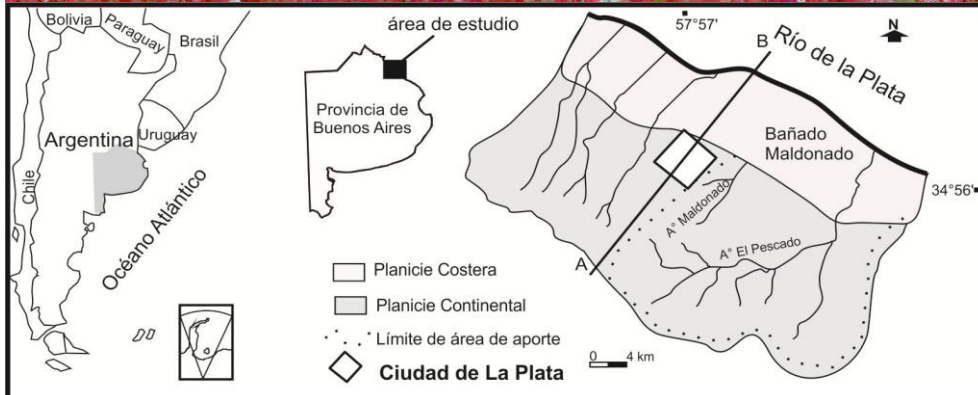 Bolivia
Paraguay
Brasil
Argentina
Uruguay
Chile
Océano Atlántico
área de estudio
Provincia de
Buenos Aires
57°57'
B
N
Río de la Plata
Bañado
Maldonado
34°56'
A° Maldonado
A° El Pescado
A
Planicie Costera
Planicie Continental
Límite de área de aporte
Ciudad de La Plata
0 4 km